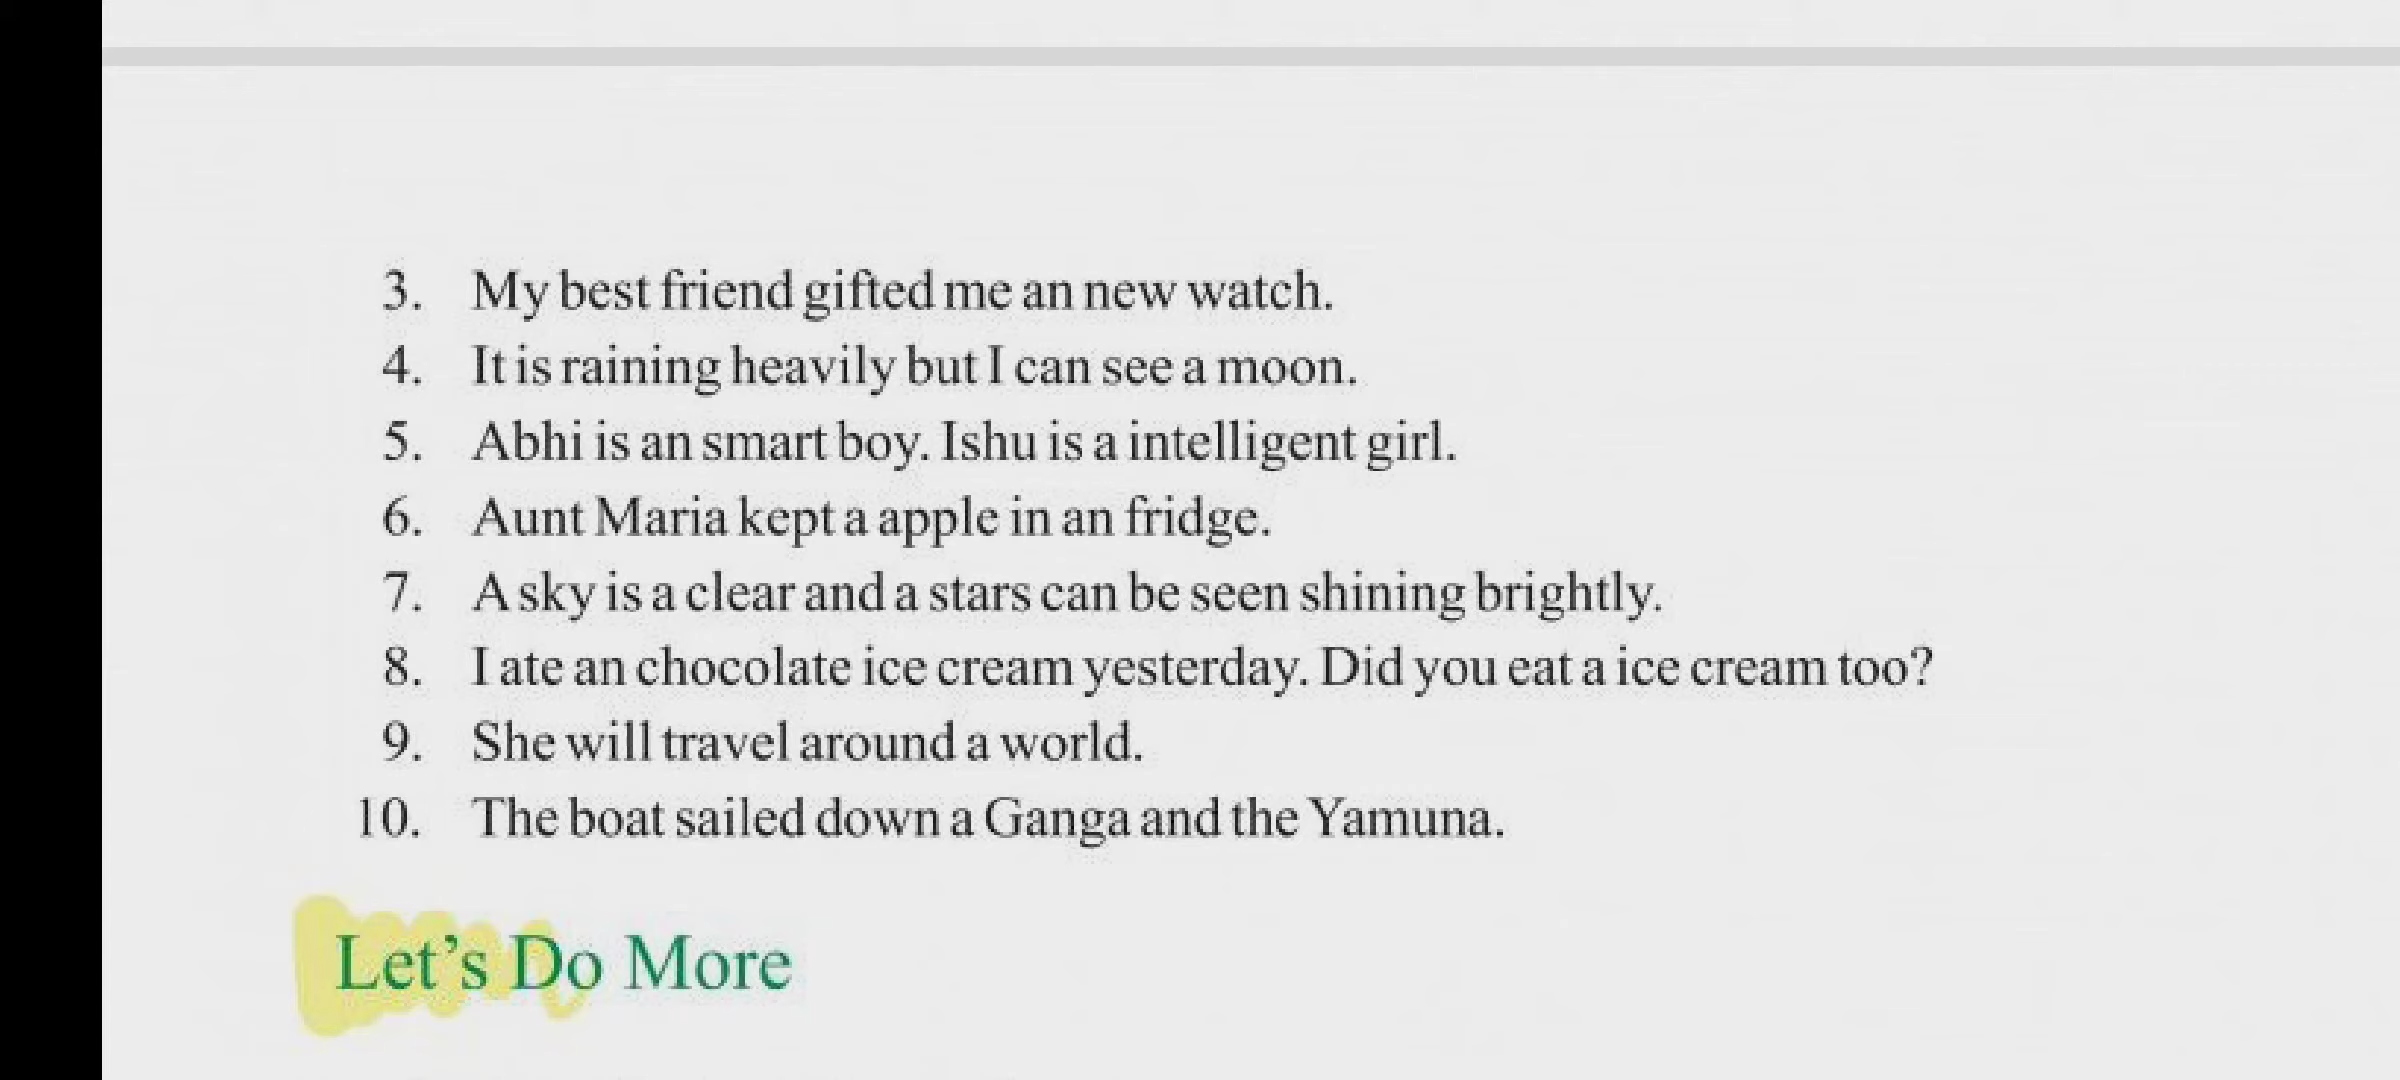 3. My best friend gifted me an new watch.
4. It is raining heavily but I can see a moon.
5. Abhi is an smart boy. Ishu is a intelligent girl.
6. Aunt Maria kept a apple in an fridge.
7. A sky is a clear and a stars can be seen shining brightly.
8. I ate an chocolate ice cream yesterday. Did you eat a ice cream too?
9. She will travel around a world.
10. The boat sailed down a Ganga and the Yamuna.
Let's Do More